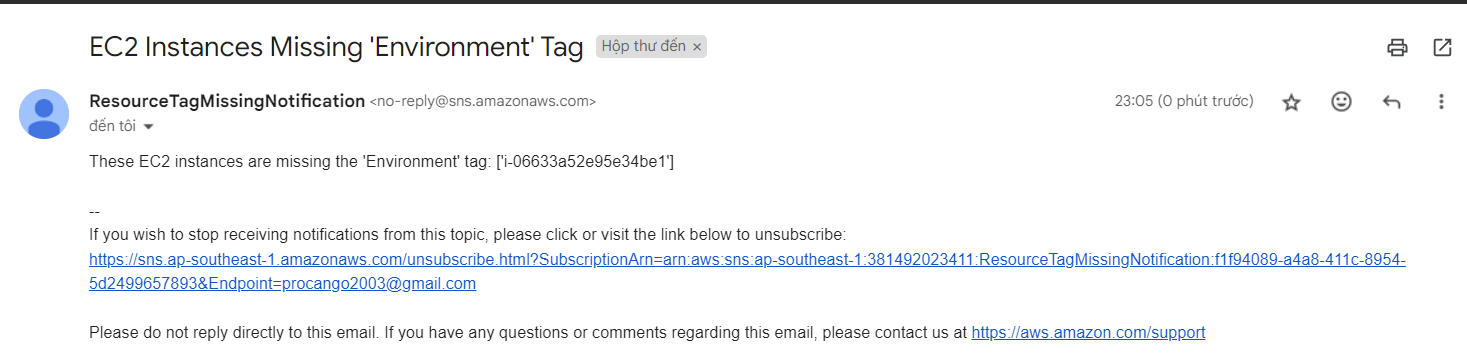 EC2 Instances Missing 'Environment' Tag Hộp thư đến ×
ResourceTagMissingNotification <no-reply@sns.amazonaws.com> 23:05 (0 phút trước)
đến tôi
These EC2 instances are missing the 'Environment' tag: ['i-06633a52e95e34be1']
--
If you wish to stop receiving notifications from this topic, please click or visit the link below to unsubscribe:
https://sns.ap-southeast-1.amazonaws.com/unsubscribe.html?SubscriptionArn=arn:aws:sns:ap-southeast-1:381492023411:ResourceTagMissingNotification:f1f94089-a4a8-411c-8954-
5d2499657893&Endpoint=procango2003@gmail.com
Please do not reply directly to this email. If you have any questions or comments regarding this email, please contact us at https://aws.amazon.com/support